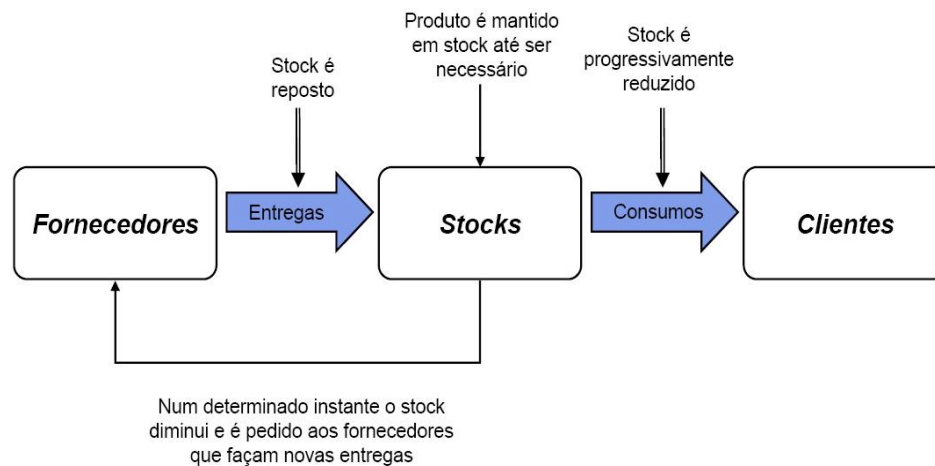 Produto é mantido
em stock até ser
necessário
Stock é
progressivamente
reduzido
Stock é
reposto
Fornecedores
Entregas
Stocks
Consumos
Clientes
Num determinado instante o stock
diminui e é pedido aos fornecedores
que façam novas entregas